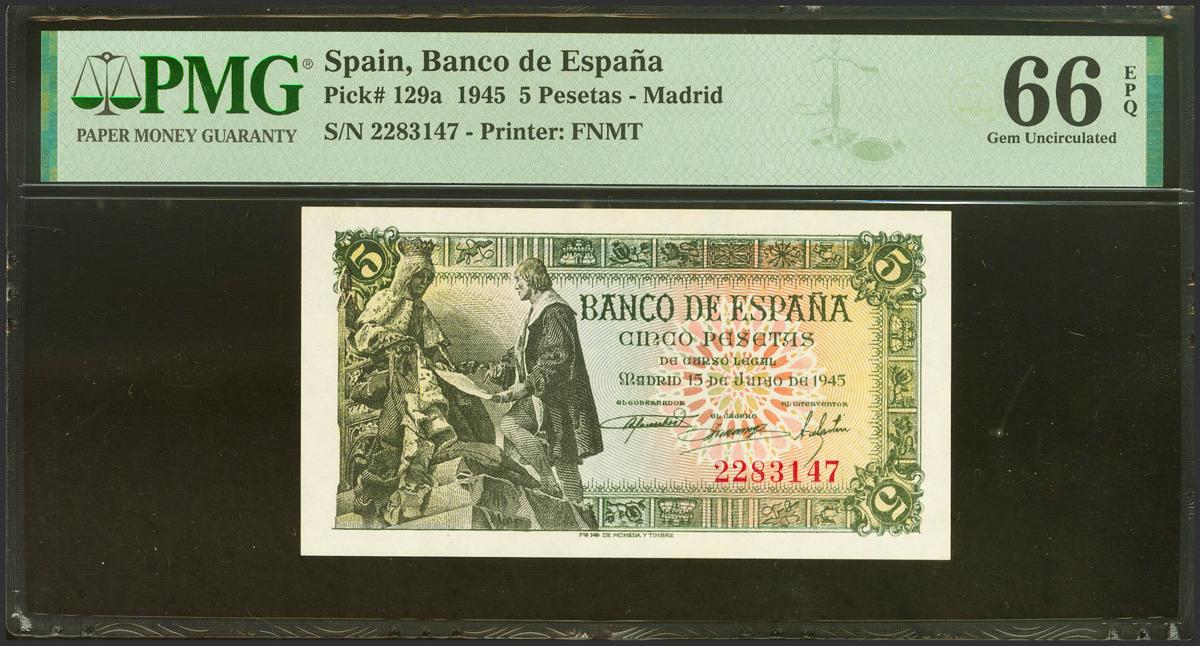 PMG®
PAPER MONEY GUARANTY
Spain, Banco de España
Pick# 129a 1945 5 Pesetas - Madrid
S/N 2283147 - Printer: FNMT
66 EPQ
Gem Uncirculated
5
5
BANCO DE ESPAÑA
CINCO PESETAS
DE CURSO LEGAL
MADRID 15 DE JUNIO DE 1945
EL GOBERNADOR
EL INTERVENTOR
EL CAJERO
2283147
5